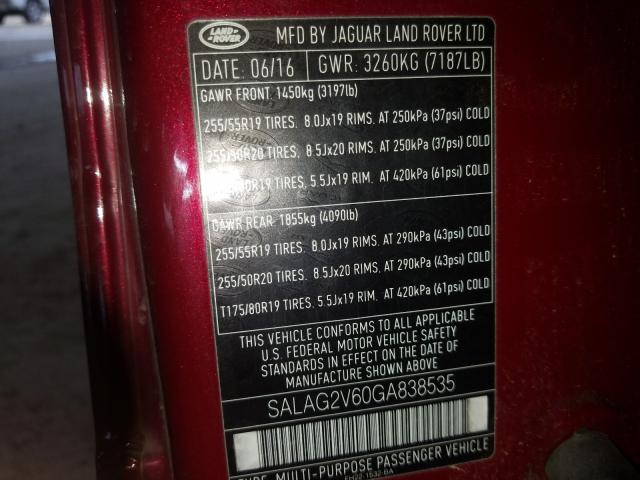 LAND ROVER
MFD BY JAGUAR LAND ROVER LTD
DATE: 06/16 GWR: 3260KG (7187LB)
GAWR FRONT: 1450kg (3197lb)
255/55R19 TIRES. 8.0Jx19 RIMS. AT 250kPa (37psi) COLD
255/50R20 TIRES. 8.5Jx20 RIMS. AT 250kPa (37psi) COLD
TIRES. 5.5Jx19 RIM. AT 420kPa (61psi) COLD
GAWR REAR: 1855kg (4090lb)
255/55R19 TIRES. 8.0Jx19 RIMS. AT 290kPa (43psi) COLD
255/50R20 TIRES. 8.5Jx20 RIMS. AT 290kPa (43psi) COLD
T175/80R19 TIRES. 5.5Jx19 RIM. AT 420kPa (61psi) COLD
THIS VEHICLE CONFORMS TO ALL APPLICABLE
U.S. FEDERAL MOTOR VEHICLE SAFETY
STANDARDS IN EFFECT ON THE DATE OF
MANUFACTURE SHOWN ABOVE
SALAG2V60GA838535
TYPE: MULTI-PURPOSE PASSENGER VEHICLE